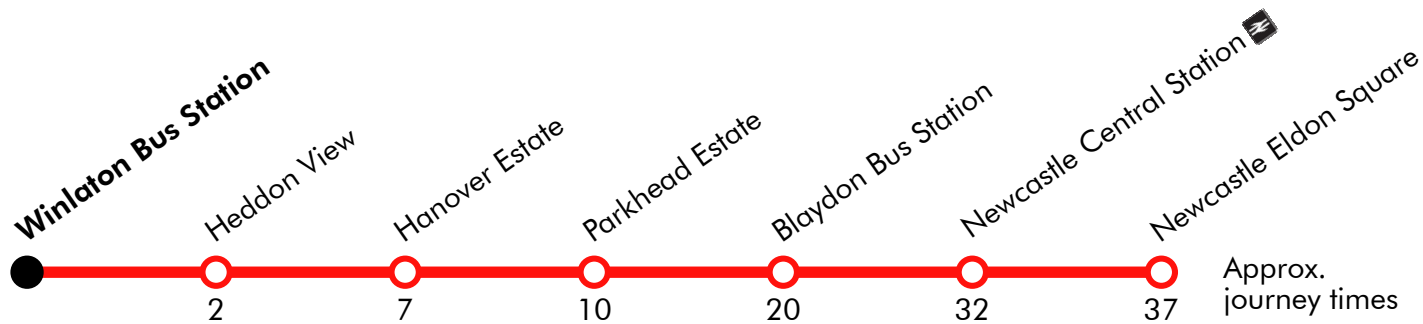 Winlaton Bus Station
Heddon View
Hanover Estate
Parkhead Estate
Blaydon Bus Station
Newcastle Central Station
Newcastle Eldon Square
2
7
10
20
32
37
Approx.
journey times